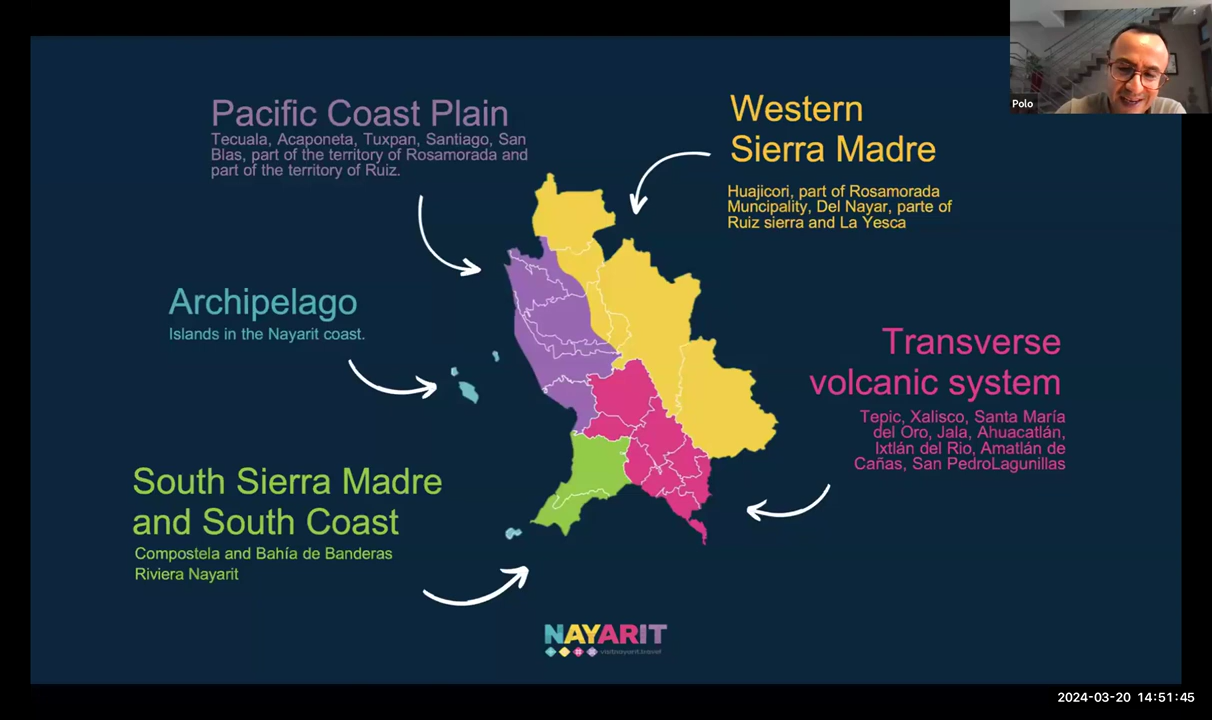 Polo
Pacific Coast Plain
Tecuala, Acaponeta, Tuxpan, Santiago, San
Blas, part of the territory of Rosamorada and
part of the territory of Ruiz.
Western
Sierra Madre
Huajicori, part of Rosamorada
Muncipality, Del Nayar, parte of
Ruiz sierra and La Yesca
Archipelago
Islands in the Nayarit coast.
Transverse
volcanic system
Tepic, Xalisco, Santa María
del Oro, Jala, Ahuacatlán,
Ixtlán del Rio, Amatlán de
Cañas, San PedroLagunillas
South Sierra Madre
and South Coast
Compostela and Bahía de Banderas
Riviera Nayarit
NAYARIT
visitnayarit.travel
2024-03-20 14:51:45